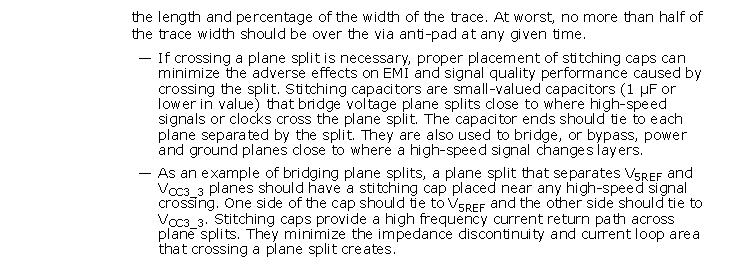 the length and percentage of the width of the trace. At worst, no more than half of
the trace width should be over the via anti-pad at any given time.
— If crossing a plane split is necessary, proper placement of stitching caps can
minimize the adverse effects on EMI and signal quality performance caused by
crossing the split. Stitching capacitors are small-valued capacitors (1 µF or
lower in value) that bridge voltage plane splits close to where high-speed
signals or clocks cross the plane split. The capacitor ends should tie to each
plane separated by the split. They are also used to bridge, or bypass, power
and ground planes close to where a high-speed signal changes layers.
— As an example of bridging plane splits, a plane split that separates V5REF and
VCC3_3 planes should have a stitching cap placed near any high-speed signal
crossing. One side of the cap should tie to V5REF and the other side should tie to
VCC3_3. Stitching caps provide a high frequency current return path across
plane splits. They minimize the impedance discontinuity and current loop area
that crossing a plane split creates.